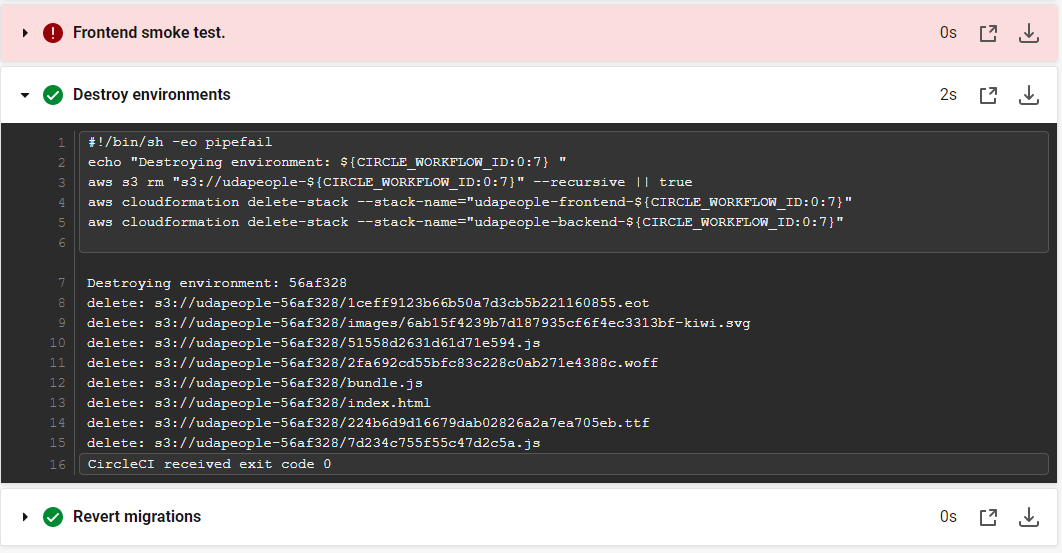 Frontend smoke test. 0s
Destroy environments 2s
1 #!/bin/sh -eo pipefail
2 echo "Destroying environment: ${CIRCLE_WORKFLOW_ID:0:7} "
3 aws s3 rm "s3://udapeople-${CIRCLE_WORKFLOW_ID:0:7}" --recursive || true
4 aws cloudformation delete-stack --stack-name="udapeople-frontend-${CIRCLE_WORKFLOW_ID:0:7}"
5 aws cloudformation delete-stack --stack-name="udapeople-backend-${CIRCLE_WORKFLOW_ID:0:7}"
6
7 Destroying environment: 56af328
8 delete: s3://udapeople-56af328/1ceff9123b66b50a7d3cb5b221160855.eot
9 delete: s3://udapeople-56af328/images/6ab15f4239b7d187935cf6f4ec3313bf-kiwi.svg
10 delete: s3://udapeople-56af328/51558d2631d61d71e594.js
11 delete: s3://udapeople-56af328/2fa692cd55bfc83c228c0ab271e4388c.woff
12 delete: s3://udapeople-56af328/bundle.js
13 delete: s3://udapeople-56af328/index.html
14 delete: s3://udapeople-56af328/224b6d9d16679dab02826a2a7ea705eb.ttf
15 delete: s3://udapeople-56af328/7d234c755f55c47d2c5a.js
16 CircleCI received exit code 0
Revert migrations 0s